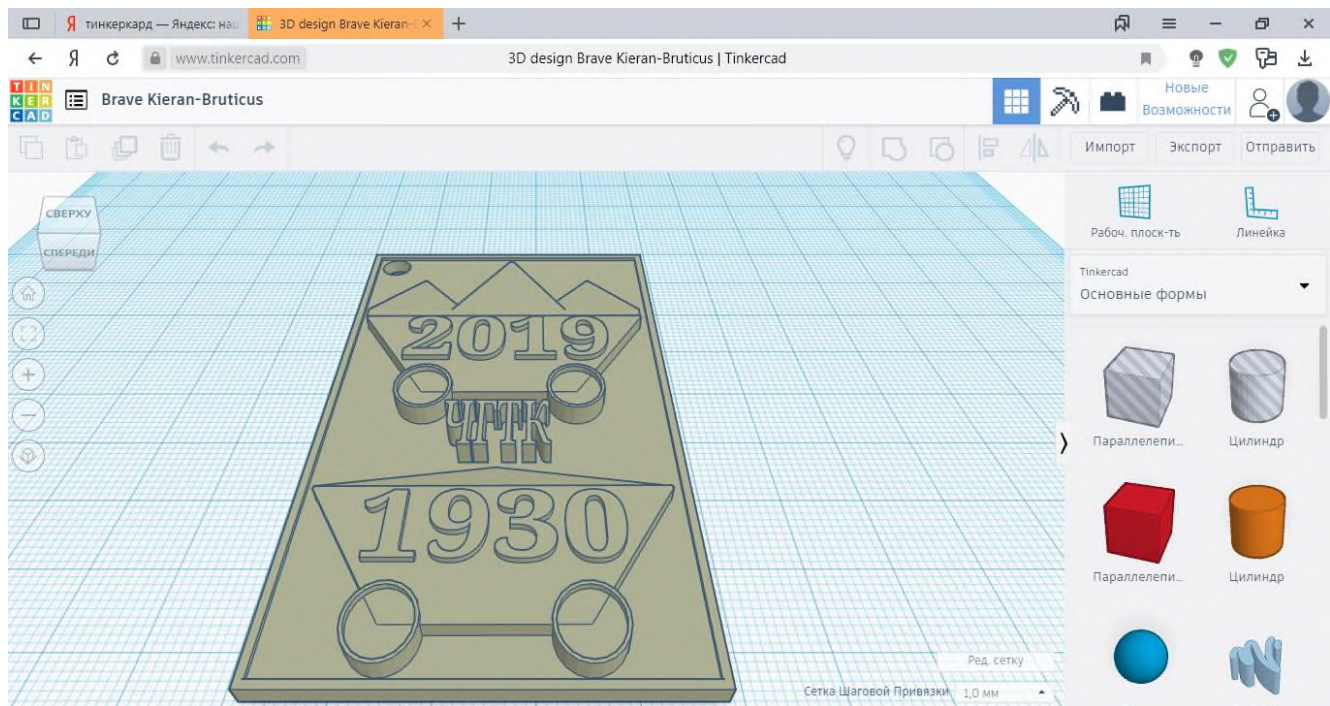 тинкеркард — Яндекс: наш
3D design Brave Kieran-B
www.tinkercad.com
3D design Brave Kieran-Bruticus | Tinkercad
TIN
KER
CAD
Brave Kieran-Bruticus
Новые
Возможности
Импорт
Экспорт
Отправить
СВЕРХУ
СПЕРЕДИ
Рабоч. плоск-ть
Линейка
Tinkercad
Основные формы
2019
ЧМК
1930
Параллелепи...
Цилиндр
Параллелепи...
Цилиндр
Ред. сетку
Сетка Шаговой Привязки
1,0 мм